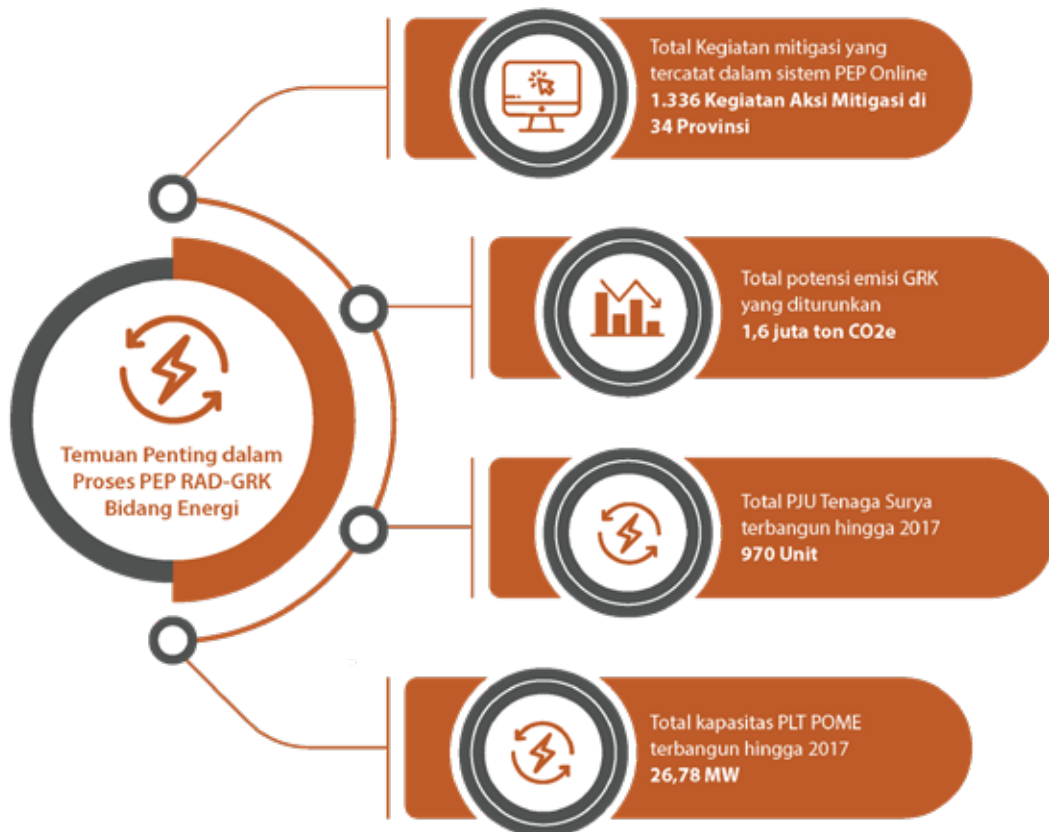 Total Kegiatan mitigasi yang
tercatat dalam sistem PEP Online
1.336 Kegiatan Aksi Mitigasi di
34 Provinsi
Total potensi emisi GRK
yang diturunkan
1,6 juta ton CO2e
Temuan Penting dalam
Proses PEP RAD-GRK
Bidang Energi
Total PJU Tenaga Surya
terbangun hingga 2017
970 Unit
Total kapasitas PLT POME
terbangun hingga 2017
26,78 MW